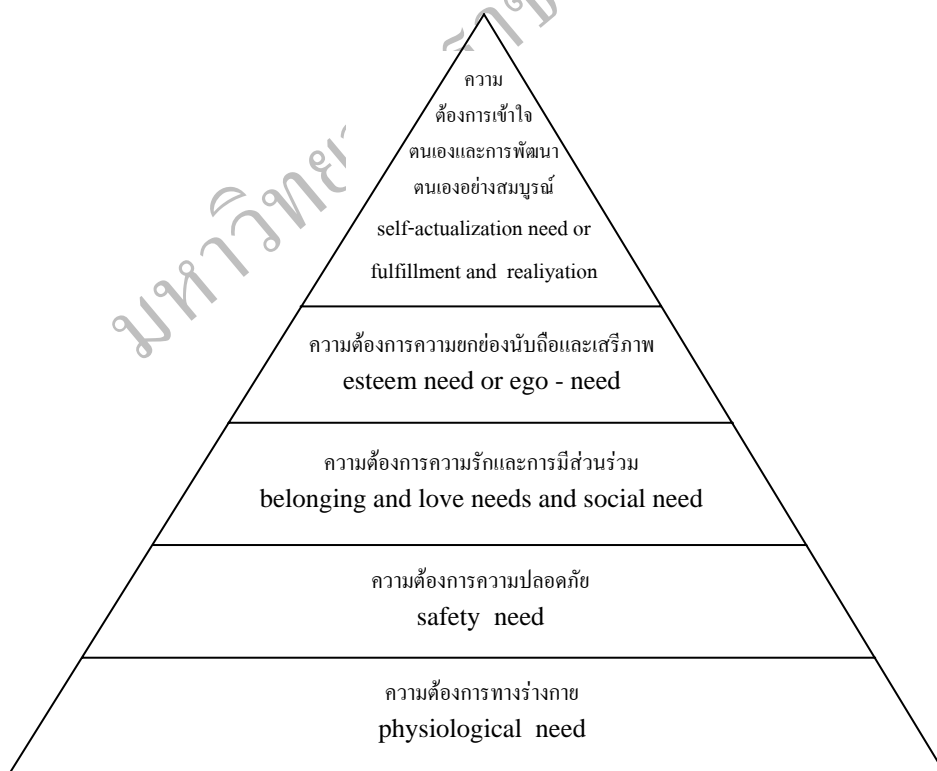 ความ
ต้องการเข้าใจ
ตนเองและการพัฒนา
ตนเองอย่างสมบูรณ์
self-actualization need or
fulfillment and realiyation
ความต้องการความยกย่องนับถือและเสรีภาพ
esteem need or ego - need
ความต้องการความรักและการมีส่วนร่วม
belonging and love needs and social need
ความต้องการความปลอดภัย
safety need
ความต้องการทางร่างกาย
physiological need